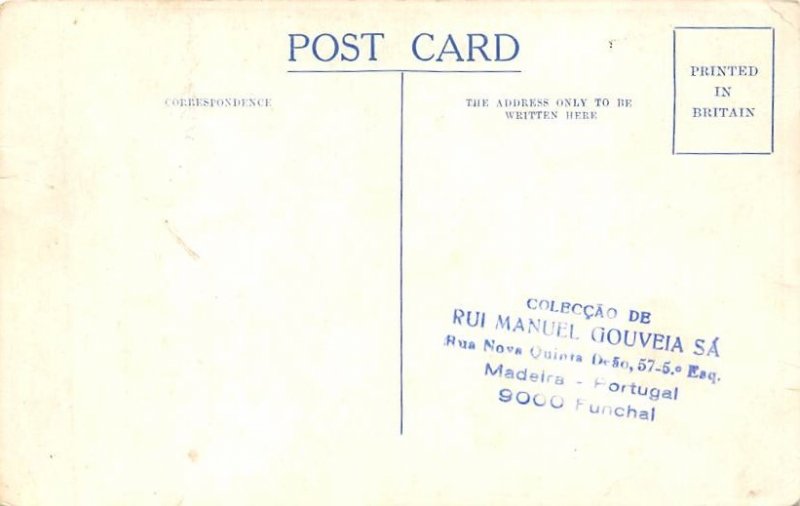 POST CARD
PRINTED
IN
BRITAIN
CORRESPONDENCE
THE ADDRESS ONLY TO BE
WRITTEN HERE
COLECÇÃO DE
RUI MANUEL GOUVEIA SÁ
Rua Nova Quinta Deão, 57-5.º Esq.
Madeira - Portugal
9000 Funchal